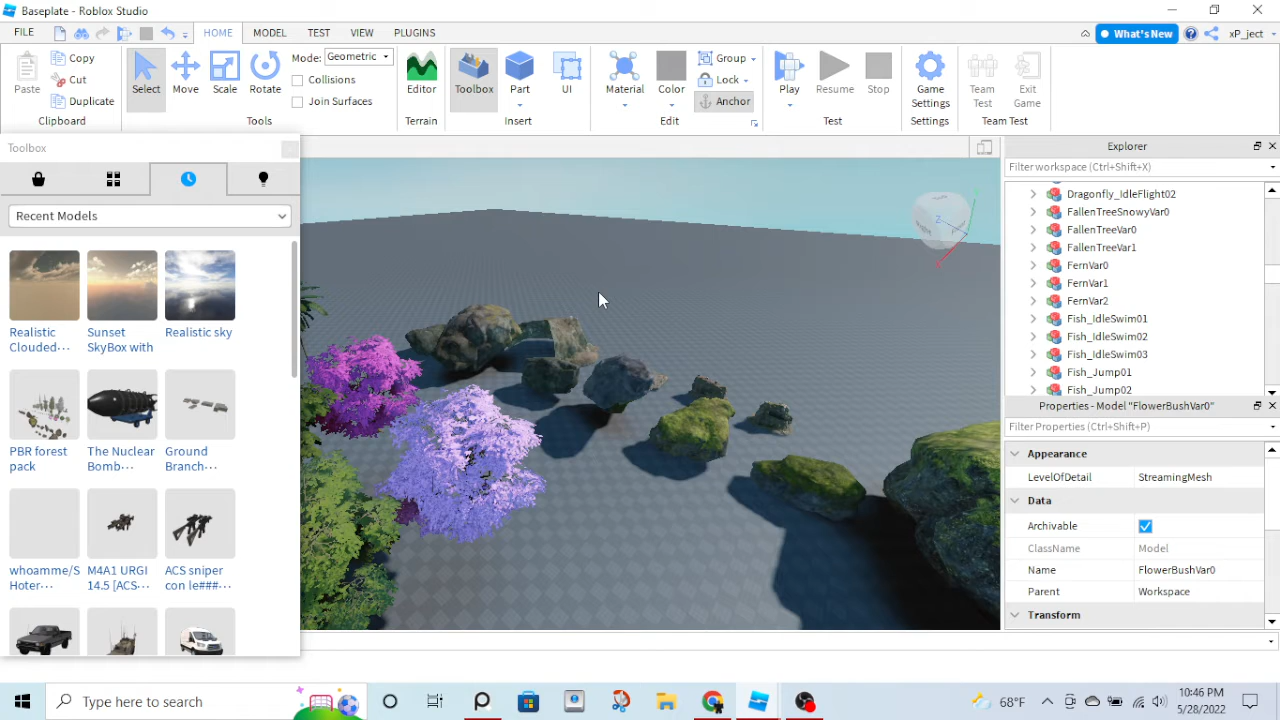 Baseplate - Roblox Studio
FILE HOME MODEL TEST VIEW PLUGINS What's New xP_ject
Paste Copy Cut Duplicate Clipboard
Select Move Scale Rotate Mode: Geometric Collisions Join Surfaces Tools
Editor Terrain
Toolbox Part UI Insert
Material Color Group Lock Anchor Edit
Play Resume Stop Test
Game Settings Settings
Team Test Exit Game Team Test
Toolbox
Recent Models
Realistic Clouded···
Sunset SkyBox with
Realistic sky
PBR forest pack
The Nuclear Bomb···
Ground Branch···
whoamme/S Hoter···
M4A1 URGI 14.5 [ACS···
ACS sniper con le###···
Explorer
Filter workspace (Ctrl+Shift+X)
Dragonfly_IdleFlight02
FallenTreeSnowyVar0
FallenTreeVar0
FallenTreeVar1
FernVar0
FernVar1
FernVar2
Fish_IdleSwim01
Fish_IdleSwim02
Fish_IdleSwim03
Fish_Jump01
Fish_Jump02
Properties - Model "FlowerBushVar0"
Filter Properties (Ctrl+Shift+P)
Appearance
LevelOfDetail StreamingMesh
Data
Archivable
ClassName Model
Name FlowerBushVar0
Parent Workspace
Transform
Type here to search
68°F
10:46 PM
5/28/2022